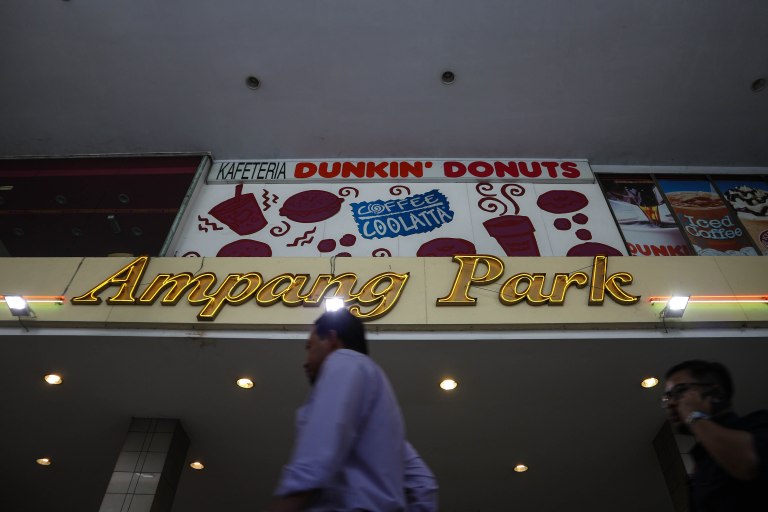 KAFETERIA DUNKIN' DONUTS
COFFEE
COOLATTA
DUNKIN
Iced
Coffee
Ampang Park